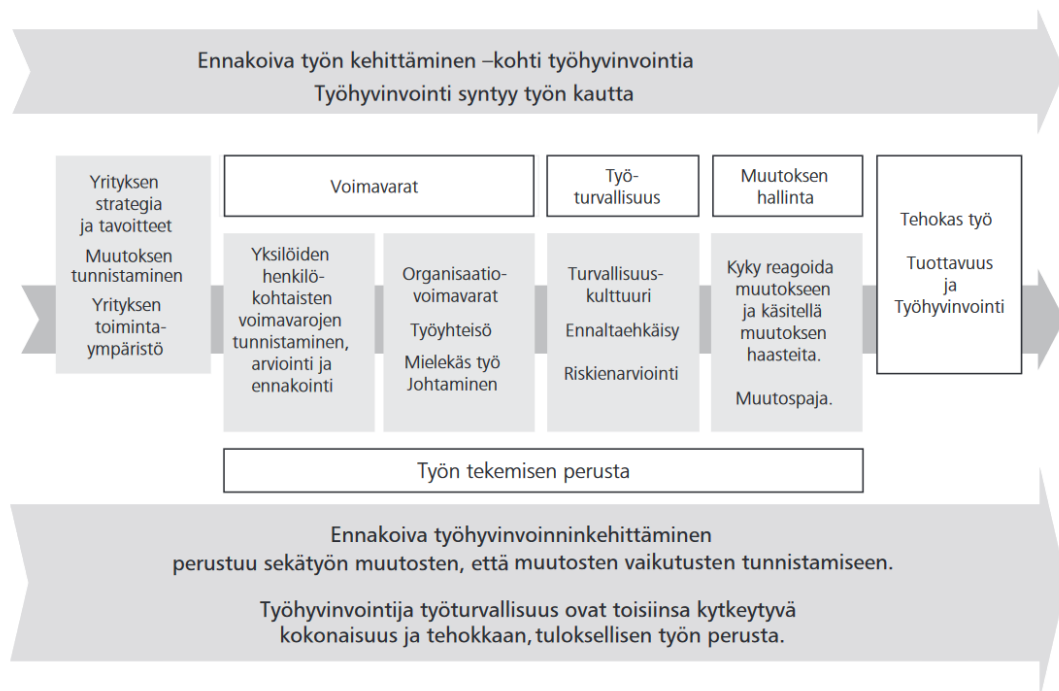 Ennakoiva työn kehittäminen –kohti työhyvinvointia
Työhyvinvointi syntyy työn kautta
Yrityksen
strategia
ja tavoitteet
Muutoksen
tunnistaminen
Yrityksen
toiminta-
ympäristö
Voimavarat
Yksilöiden
henkilö-
kohtaisten
voimavarojen
tunnistaminen,
arviointi ja
ennakointi
Organisaatio-
voimavarat
Työyhteisö
Mielekäs työ
Johtaminen
Työ-
turvallisuus
Turvallisuus-
kulttuuri
Ennaltaehkäisy
Riskienarviointi
Muutoksen
hallinta
Kyky reagoida
muutokseen
ja käsitellä
muutoksen
haasteita.
Muutospaja.
Tehokas työ
Tuottavuus
ja
Työhyvinvointi
Työn tekemisen perusta
Ennakoiva työhyvinvoinninkehittäminen
perustuu sekätyön muutosten, että muutosten vaikutusten tunnistamiseen.
Työhyvinvointija työturvallisuus ovat toisiinsa kytkeytyvä
kokonaisuus ja tehokkaan, tuloksellisen työn perusta.